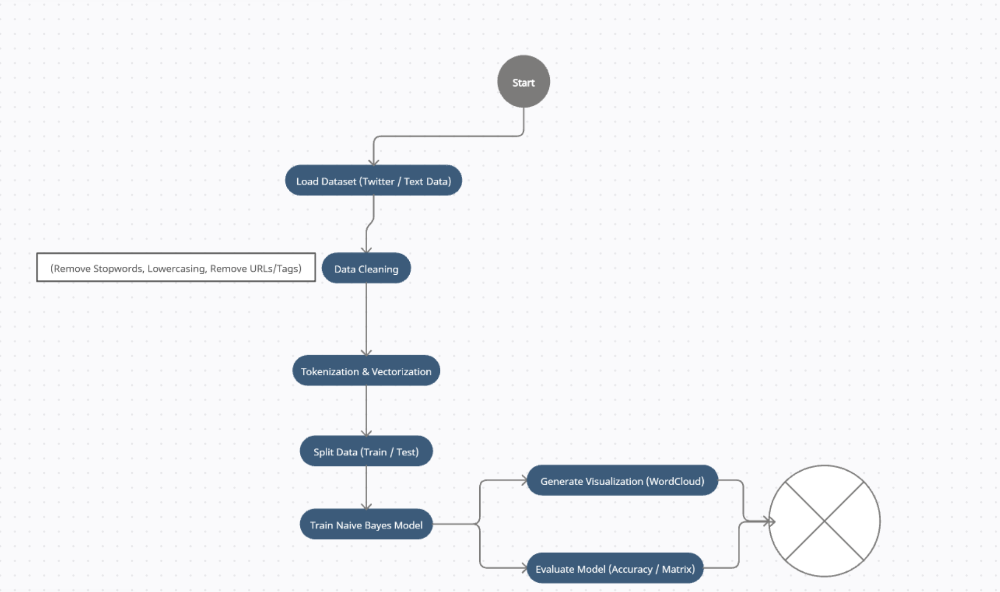 Start
Load Dataset (Twitter / Text Data)
(Remove Stopwords, Lowercasing, Remove URLs/Tags)
Data Cleaning
Tokenization & Vectorization
Split Data (Train / Test)
Generate Visualization (WordCloud)
Train Naive Bayes Model
Evaluate Model (Accuracy / Matrix)